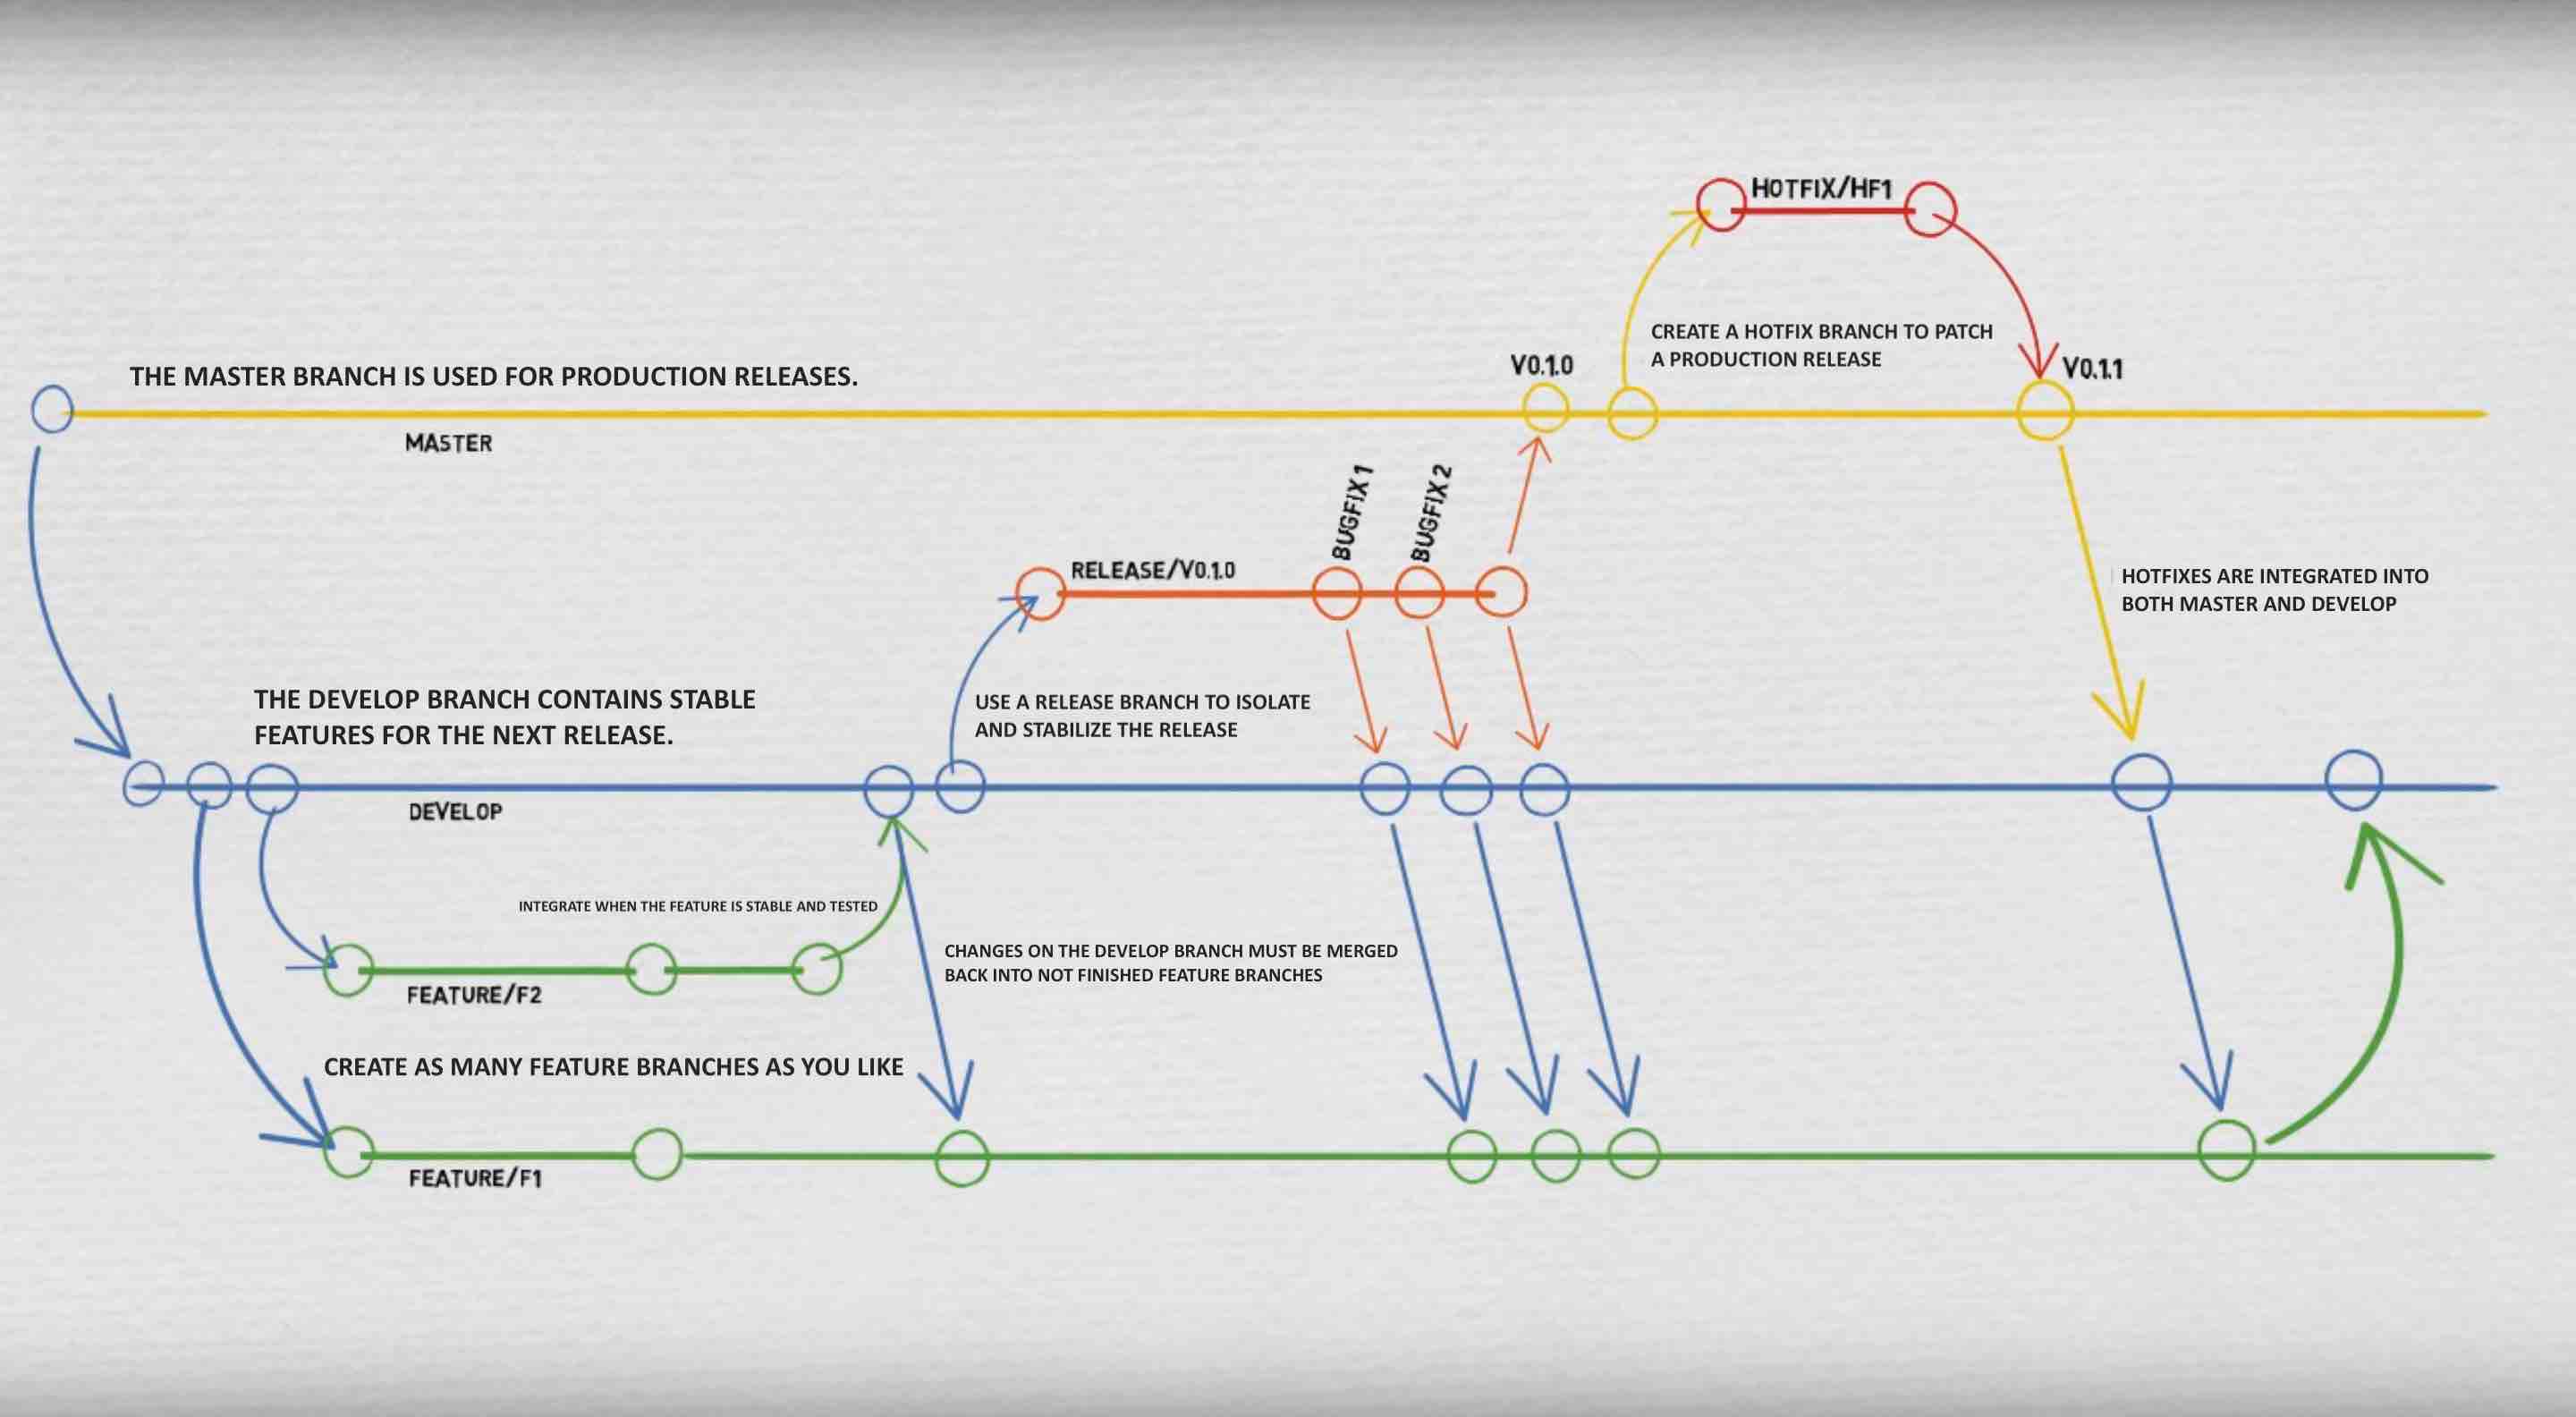 HOTFIX/HF1
CREATE A HOTFIX BRANCH TO PATCH
A PRODUCTION RELEASE
V0.1.0
V0.1.1
THE MASTER BRANCH IS USED FOR PRODUCTION RELEASES.
MASTER
BUGFIX 1
BUGFIX 2
RELEASE/V0.1.0
HOTFIXES ARE INTEGRATED INTO
BOTH MASTER AND DEVELOP
THE DEVELOP BRANCH CONTAINS STABLE
FEATURES FOR THE NEXT RELEASE.
USE A RELEASE BRANCH TO ISOLATE
AND STABILIZE THE RELEASE
DEVELOP
INTEGRATE WHEN THE FEATURE IS STABLE AND TESTED
CHANGES ON THE DEVELOP BRANCH MUST BE MERGED
BACK INTO NOT FINISHED FEATURE BRANCHES
FEATURE/F2
CREATE AS MANY FEATURE BRANCHES AS YOU LIKE
FEATURE/F1